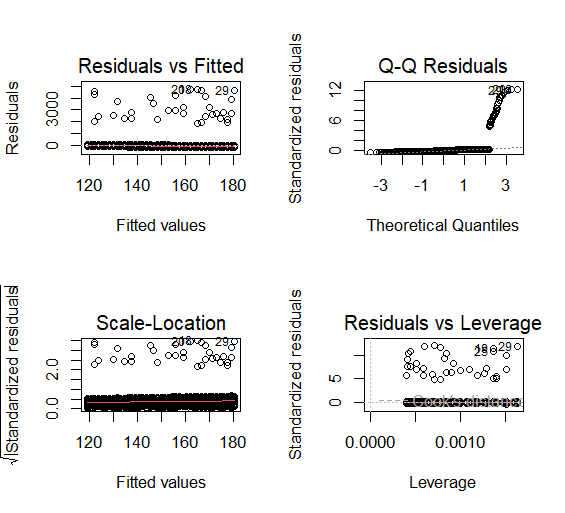 Residuals vs Fitted
Residuals
0 3000
29
120 140 160 180
Fitted values
Q-Q Residuals
Standardized residuals
0 6 12
-3 -1 1 3
Theoretical Quantiles
Scale-Location
√|Standardized residuals|
0.0 2.0
29
120 140 160 180
Fitted values
Residuals vs Leverage
Standardized residuals
0 5
29
0.0000 0.0010
Leverage